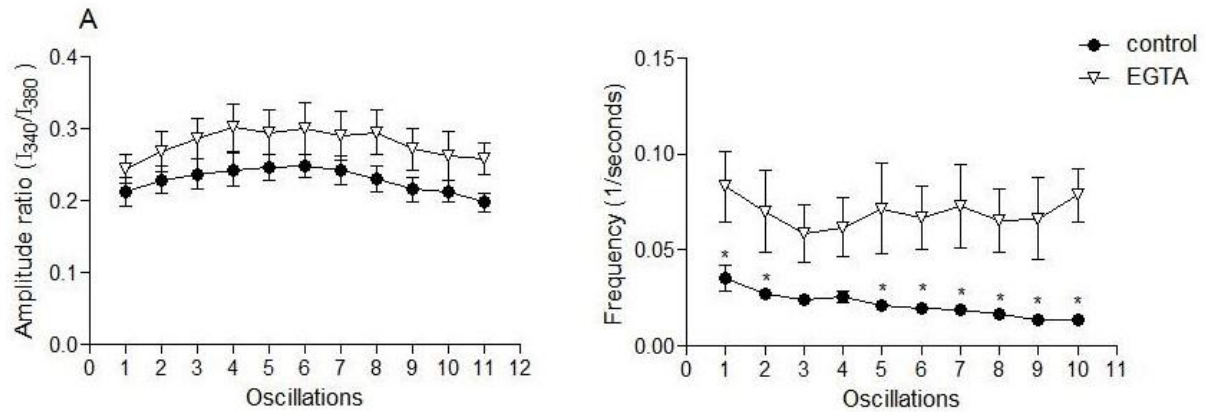 A
Amplitude ratio (I340/I380)
0.4
0.3
0.2
0.1
0.0
0 1 2 3 4 5 6 7 8 9 10 11 12
Oscillations
control
EGTA
Frequency (1/seconds)
0.15
0.10
0.05
0.00
* * * * * * * *
0 1 2 3 4 5 6 7 8 9 10 11
Oscillations